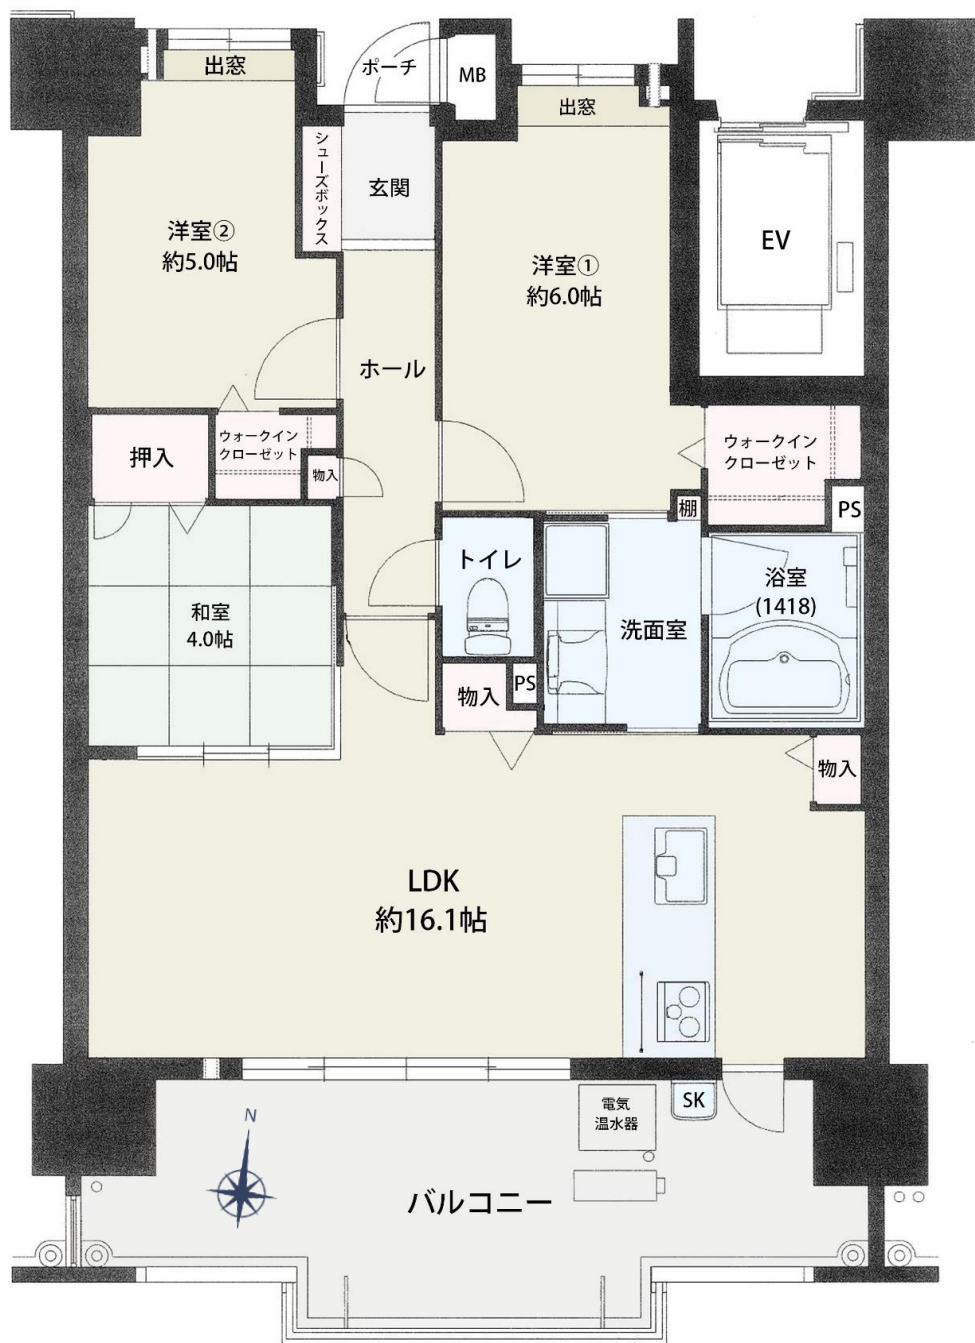 出窓
ポーチ
MB
出窓
シューズボックス
玄関
洋室②
約5.0帖
洋室①
約6.0帖
EV
ホール
押入
ウォークイン
クローゼット
物入
ウォークイン
クローゼット
棚
PS
トイレ
洗面室
浴室
(1418)
和室
4.0帖
物入
PS
物入
LDK
約16.1帖
電気
温水器
SK
N
バルコニー